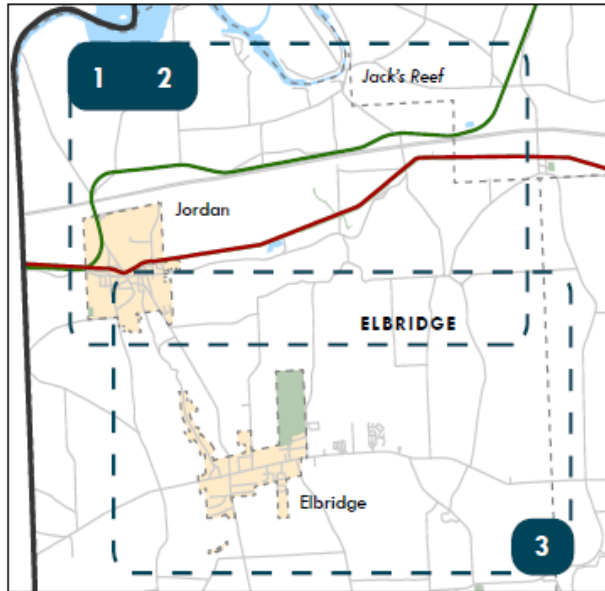 1 2
Jack's Reef
Jordan
ELBRIDGE
Elbridge
3